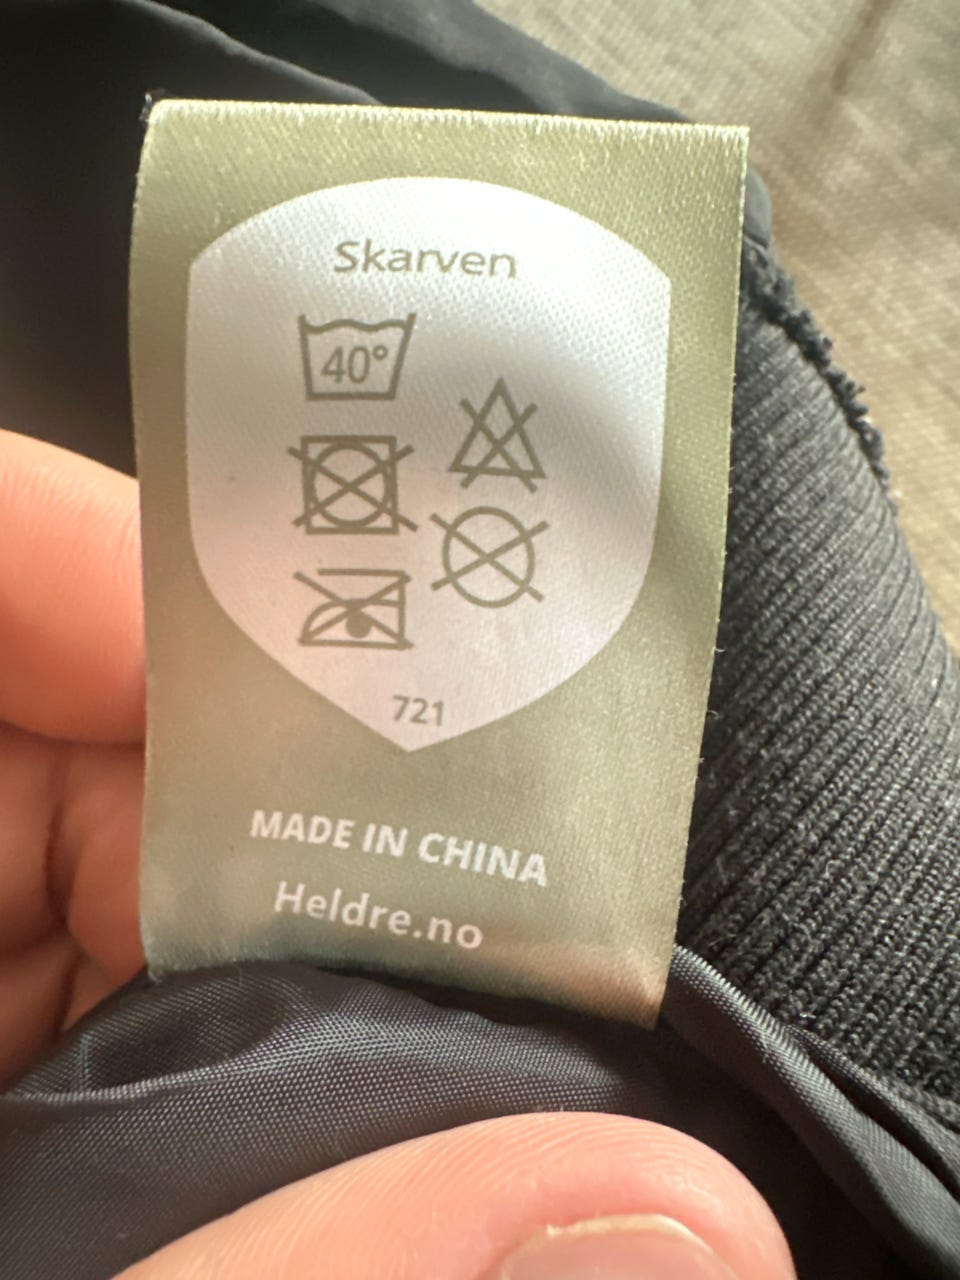 Skarven
40°
721
MADE IN CHINA
Heldre.no